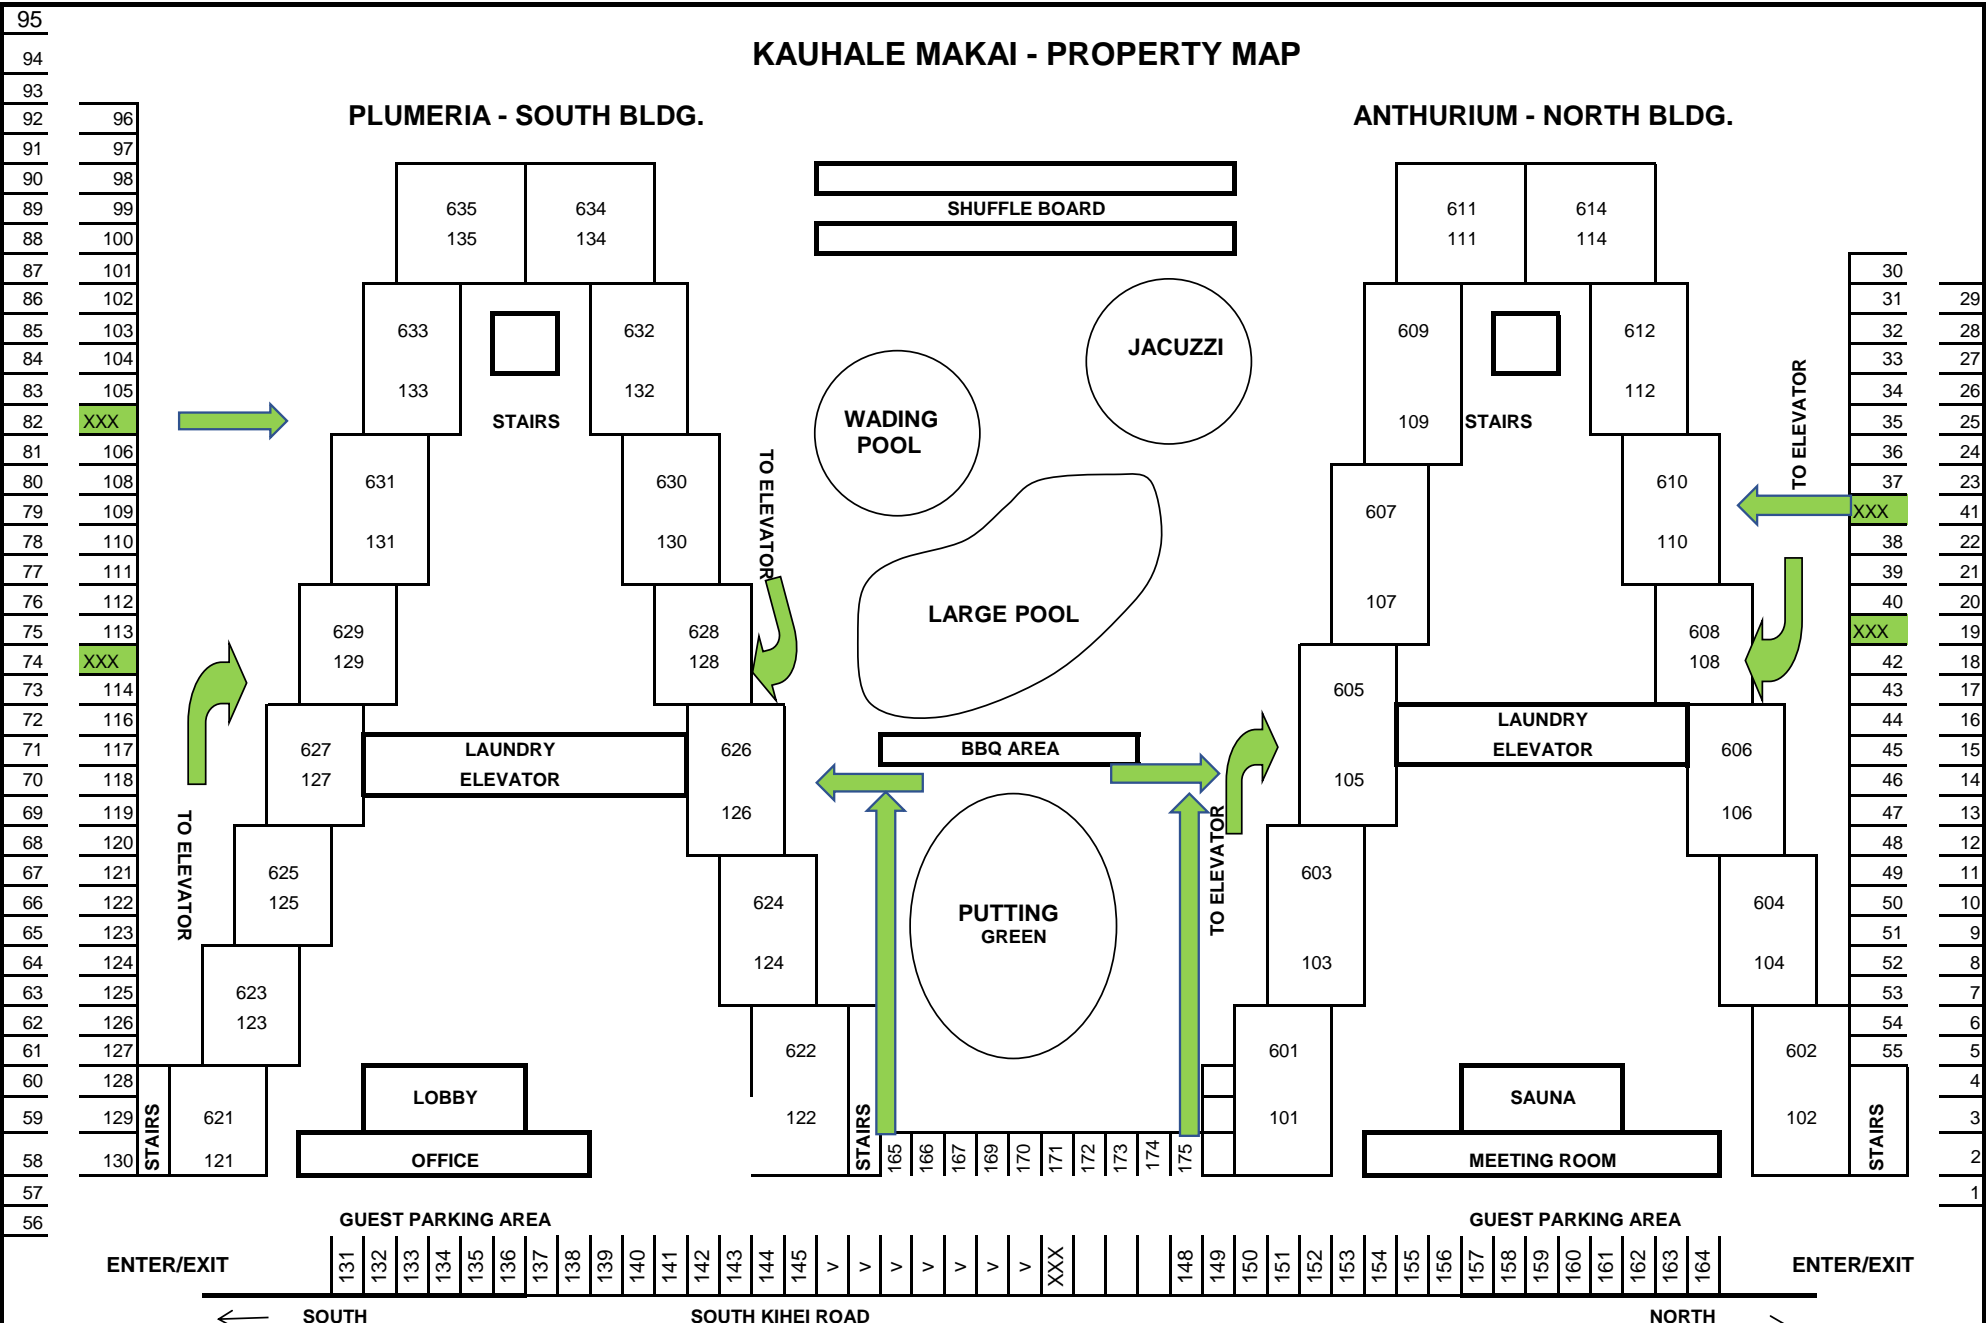 KAUHALE MAKAI - PROPERTY MAP
PLUMERIA - SOUTH BLDG.
ANTHURIUM - NORTH BLDG.
95
94
93
92 96
91 97
90 98
89 99
88 100
87 101
86 102
85 103
84 104
83 105
82 XXX
81 106
80 108
79 109
78 110
77 111
76 112
75 113
74 XXX
73 114
72 116
71 117
70 118
69 119
68 120
67 121
66 122
65 123
64 124
63 125
62 126
61 127
60 128
59 129
58 130
57
56
635 634
135 134
633 632
133 132
STAIRS
631 630
131 130
629 628
129 128
627 626
127 126
LAUNDRY
ELEVATOR
625 624
125 124
623
123
622
122
621
121
LOBBY
OFFICE
STAIRS
STAIRS
TO ELEVATOR
TO ELEVATOR
SHUFFLE BOARD
JACUZZI
WADING
POOL
LARGE POOL
BBQ AREA
PUTTING
GREEN
165 166 167 169 170 171 172 173 174 175
TO ELEVATOR
TO ELEVATOR
611 614
111 114
609 612
109 112
STAIRS
607 610
107 110
605 608
105 108
LAUNDRY
ELEVATOR
606
106
603 604
103 104
601 602
101 102
SAUNA
MEETING ROOM
STAIRS
30
31 29
32 28
33 27
34 26
35 25
36 24
37 23
XXX 41
38 22
39 21
40 20
XXX 19
42 18
43 17
44 16
45 15
46 14
47 13
48 12
49 11
50 10
51 9
52 8
53 7
54 6
55 5
4
3
2
1
GUEST PARKING AREA
GUEST PARKING AREA
ENTER/EXIT
131 132 133 134 135 136 137 138 139 140 141 142 143 144 145 v v v v v v v XXX 148 149 150 151 152 153 154 155 156 157 158 159 160 161 162 163 164
ENTER/EXIT
SOUTH
SOUTH KIHEI ROAD
NORTH